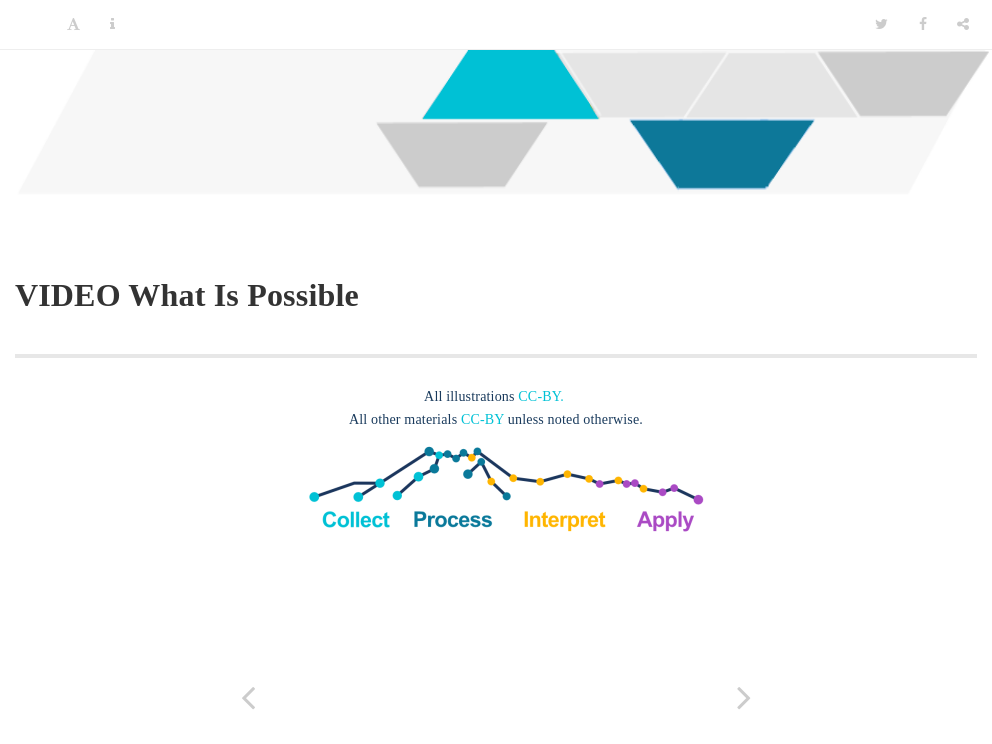 A
VIDEO What Is Possible
All illustrations CC-BY.
All other materials CC-BY unless noted otherwise.
Collect Process Interpret Apply